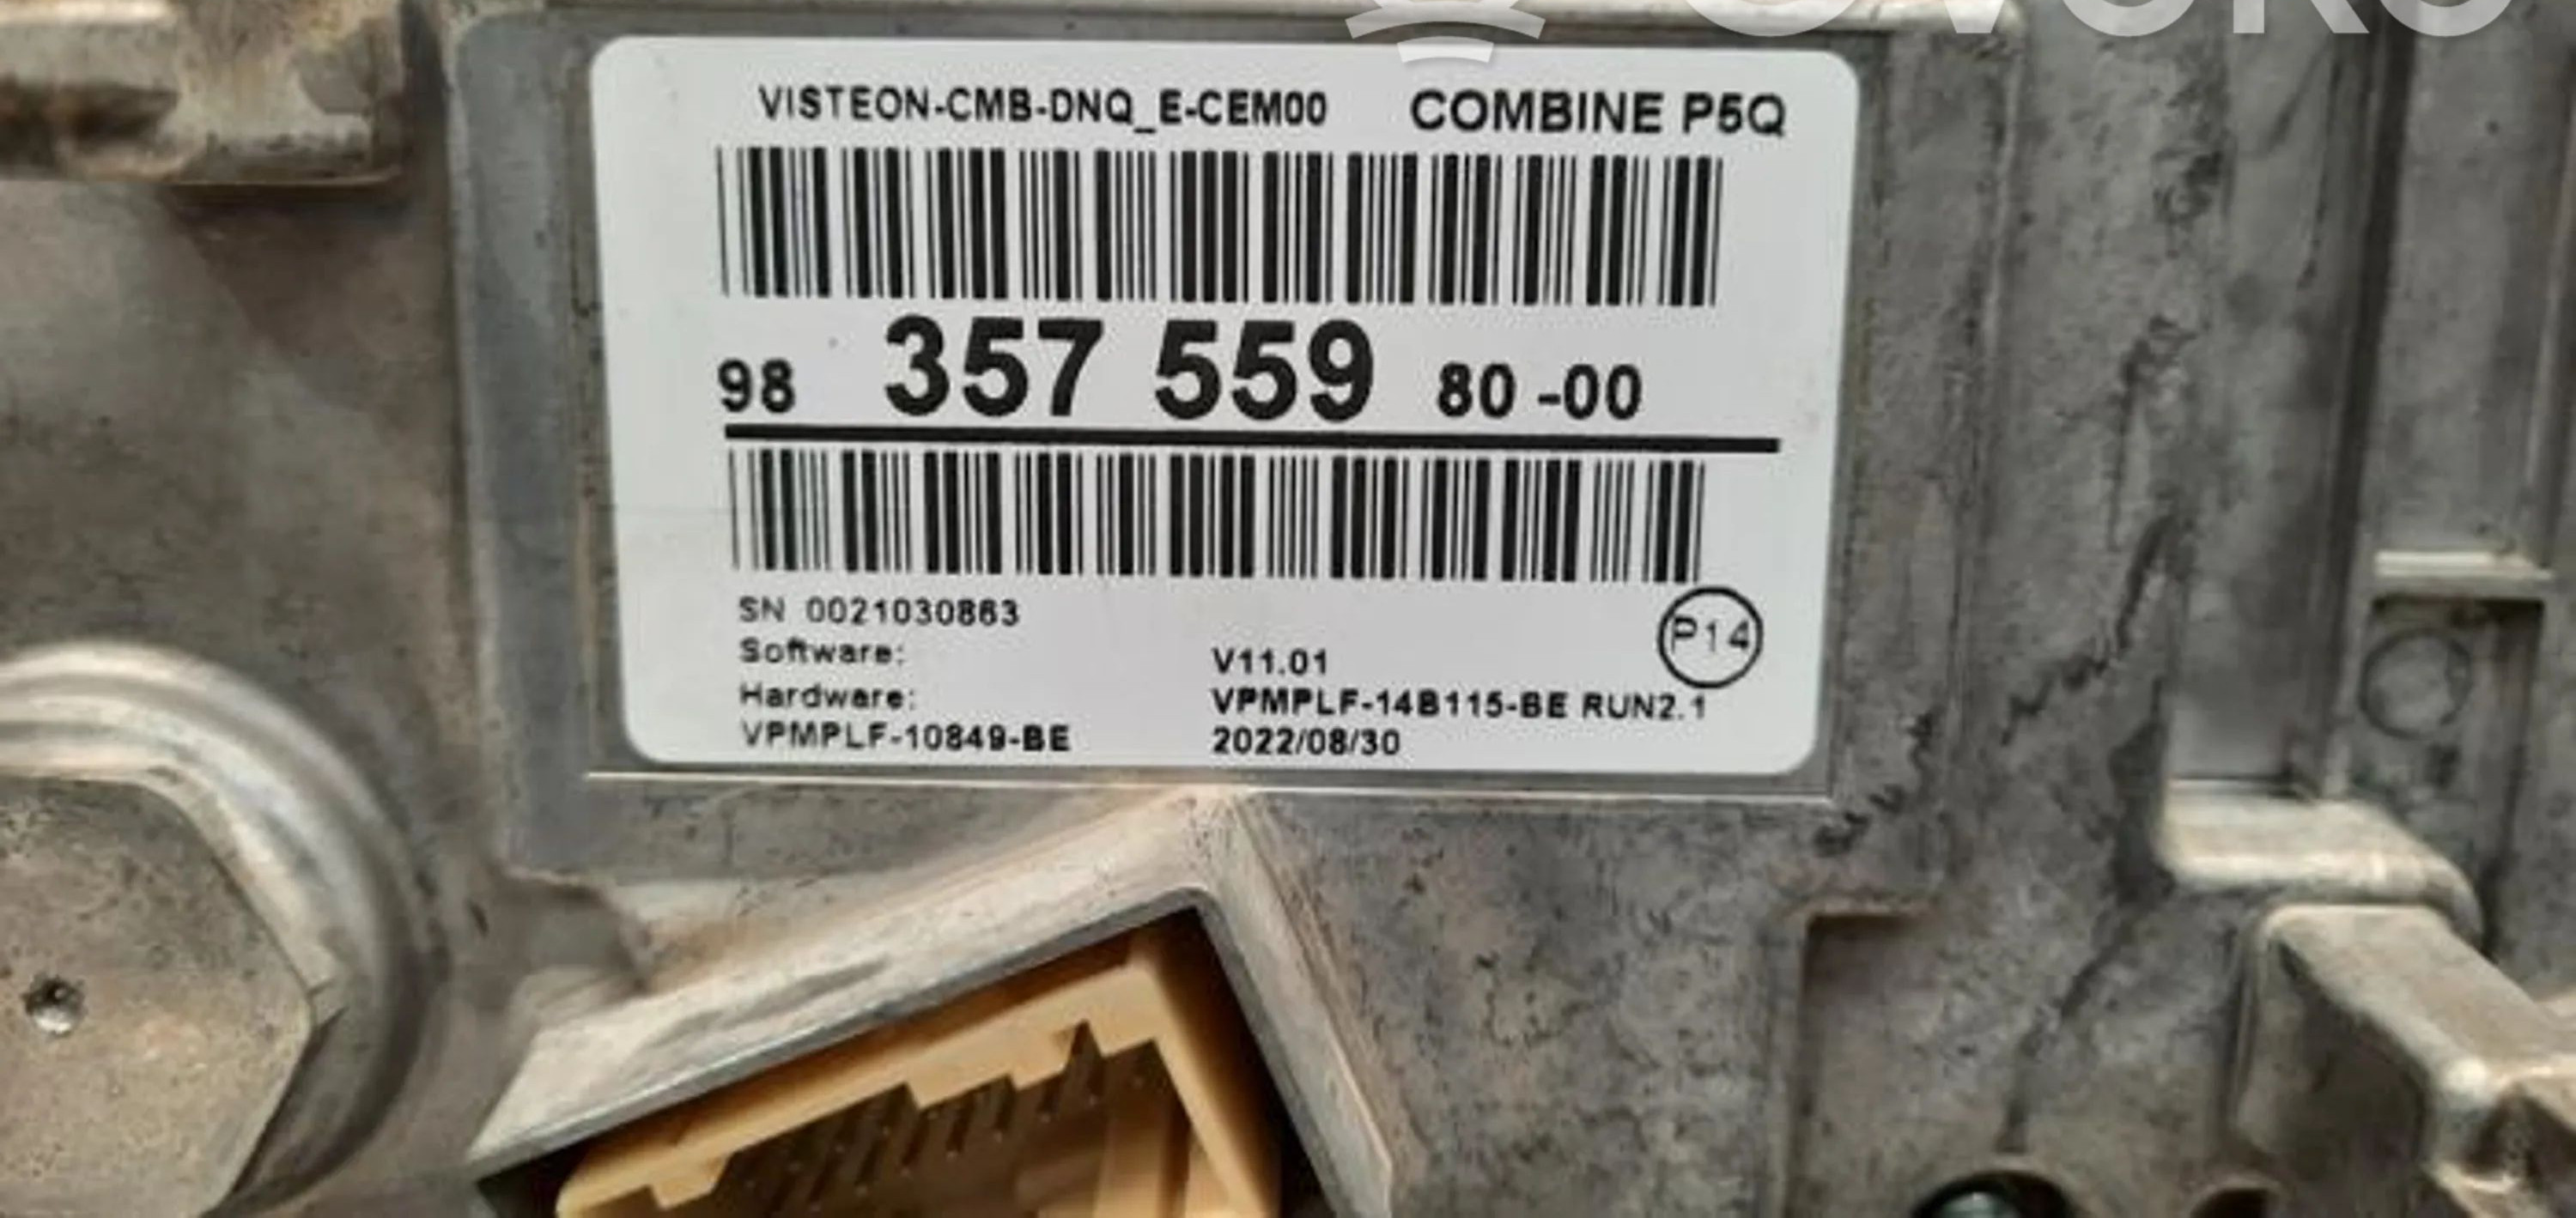 VISTEON-CMB-DNQ_E-CEM00 COMBINE P5Q
98 357 559 80 -00
SN 0021030863
P14
Software: V11.01
Hardware: VPMPLF-14B115-BE RUN2.1
VPMPLF-10849-BE 2022/08/30